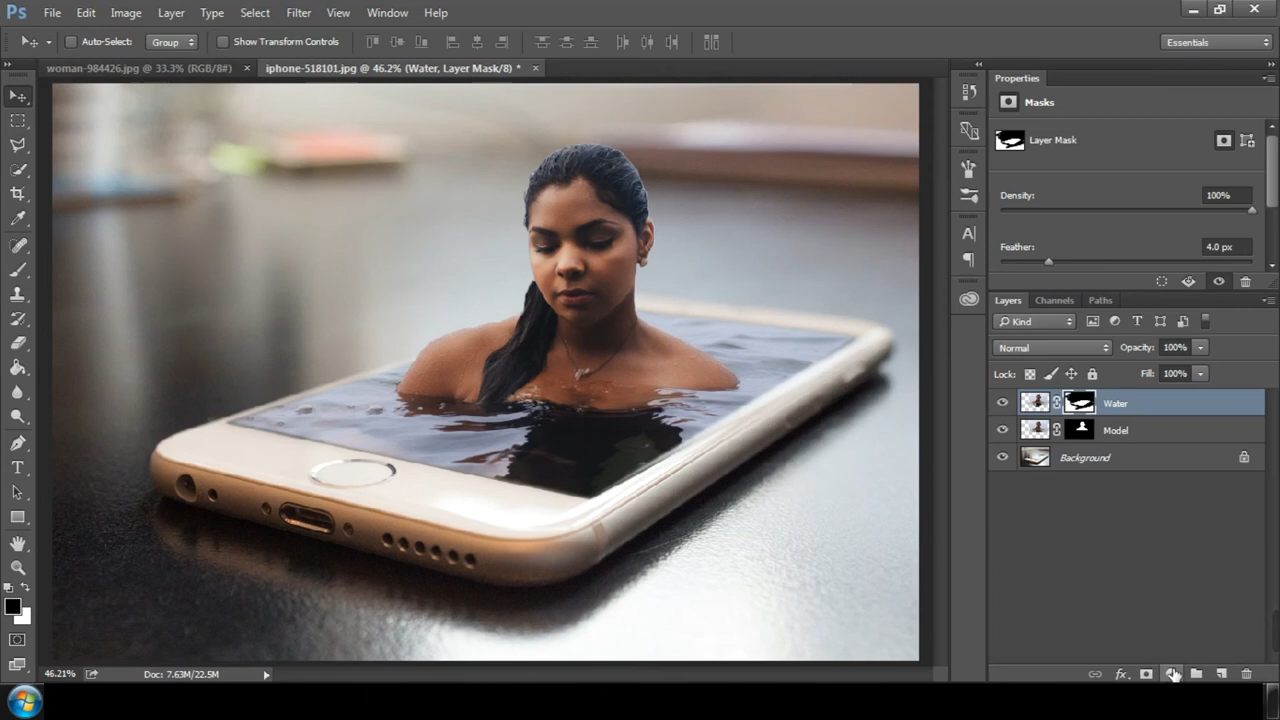 Ps File Edit Image Layer Type Select Filter View Window Help
Auto-Select: Group Show Transform Controls Essentials
woman-984426.jpg @ 33.3% (RGB/8#) × iphone-518101.jpg @ 46.2% (Water, Layer Mask/8) * ×
Properties
Masks
Layer Mask
Density: 100%
Feather: 4.0 px
Layers Channels Paths
Kind
Normal Opacity: 100%
Lock: Fill: 100%
Water
Model
Background
46.21% Doc: 7.63M/22.5M